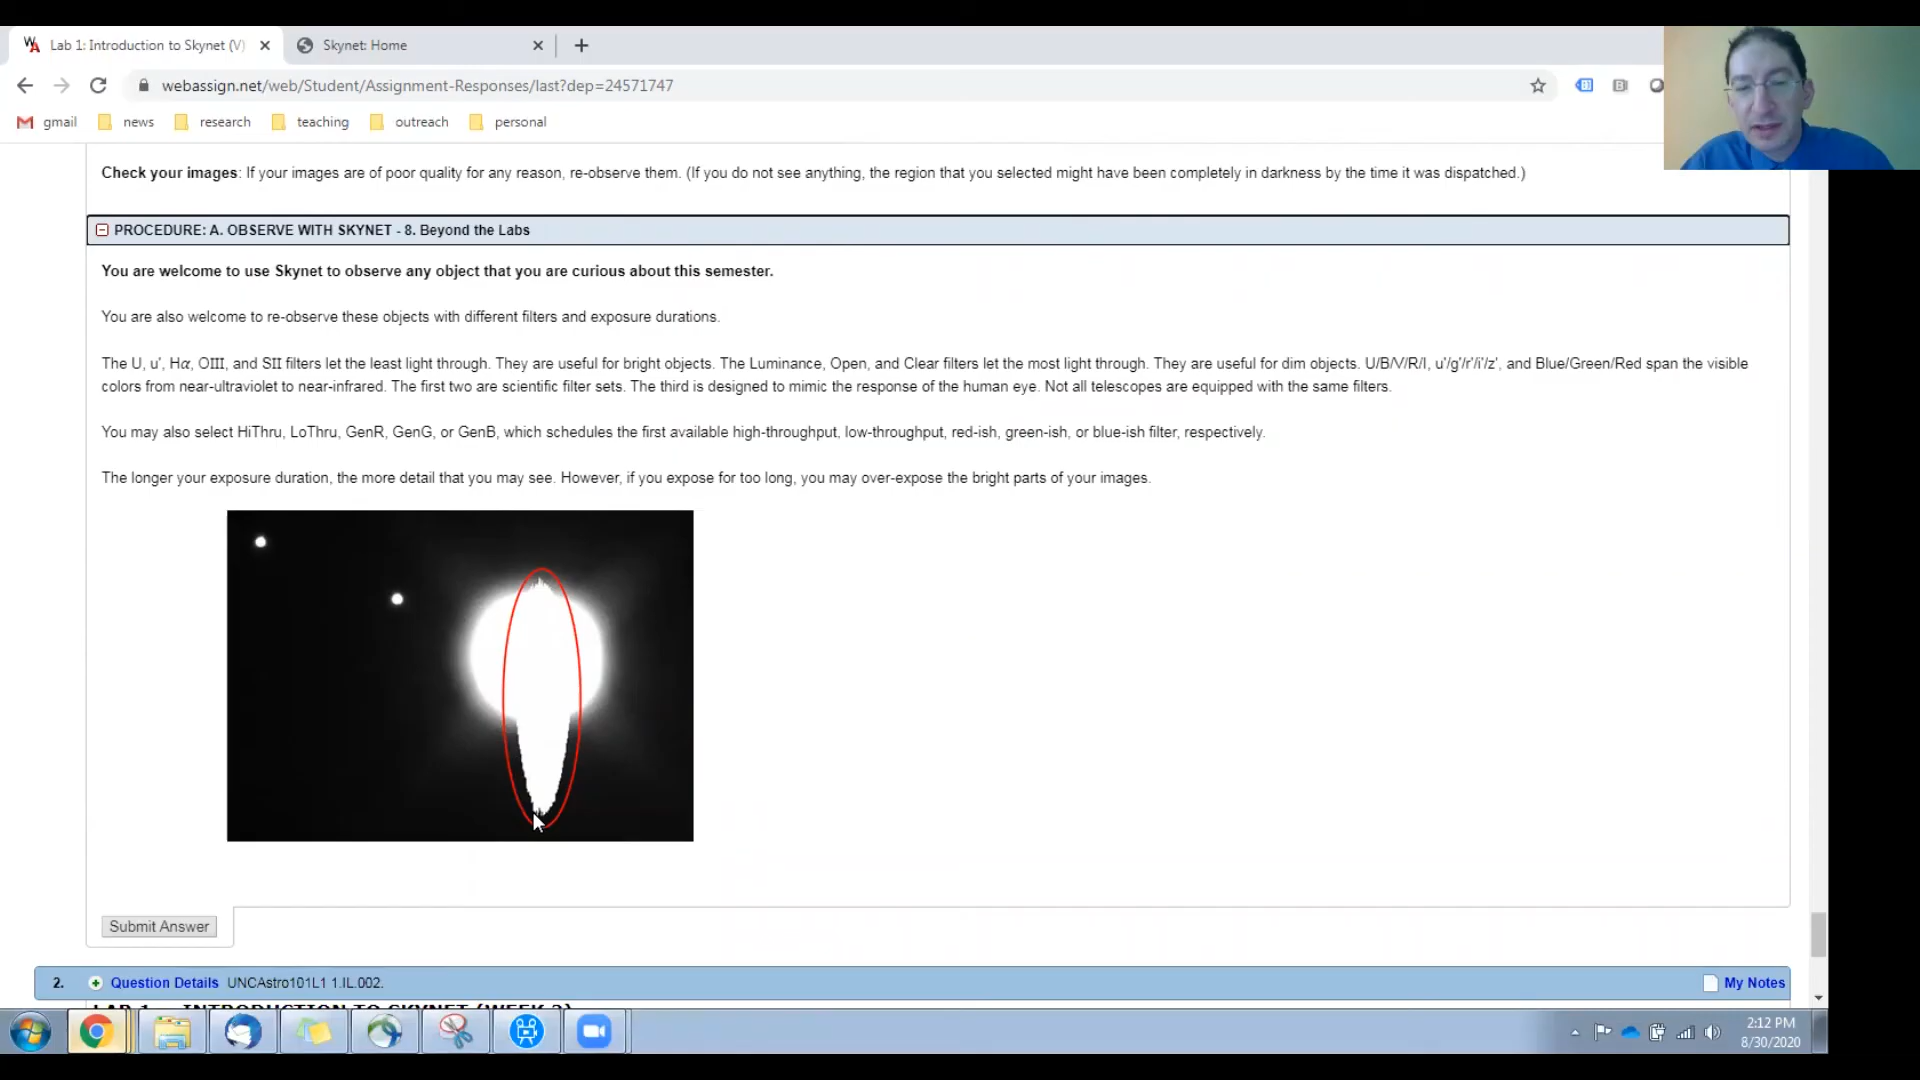 Lab 1: Introduction to Skynet (V)
Skynet: Home
webassign.net/web/Student/Assignment-Responses/last?dep=24571747
gmail news research teaching outreach personal
Check your images: If your images are of poor quality for any reason, re-observe them. (If you do not see anything, the region that you selected might have been completely in darkness by the time it was dispatched.)
PROCEDURE: A. OBSERVE WITH SKYNET - 8. Beyond the Labs
You are welcome to use Skynet to observe any object that you are curious about this semester.
You are also welcome to re-observe these objects with different filters and exposure durations.
The U, u', Hα, OIII, and SII filters let the least light through. They are useful for bright objects. The Luminance, Open, and Clear filters let the most light through. They are useful for dim objects. U/B/V/R/I, u'/g'/r'/i'/z', and Blue/Green/Red span the visible
colors from near-ultraviolet to near-infrared. The first two are scientific filter sets. The third is designed to mimic the response of the human eye. Not all telescopes are equipped with the same filters.
You may also select HiThru, LoThru, GenR, GenG, or GenB, which schedules the first available high-throughput, low-throughput, red-ish, green-ish, or blue-ish filter, respectively.
The longer your exposure duration, the more detail that you may see. However, if you expose for too long, you may over-expose the bright parts of your images.
Submit Answer
2. Question Details UNCAstro101L1 1.IL.002. My Notes
LAB 1 - INTRODUCTION TO SKYNET (WEEK 2)
2:12 PM
8/30/2020